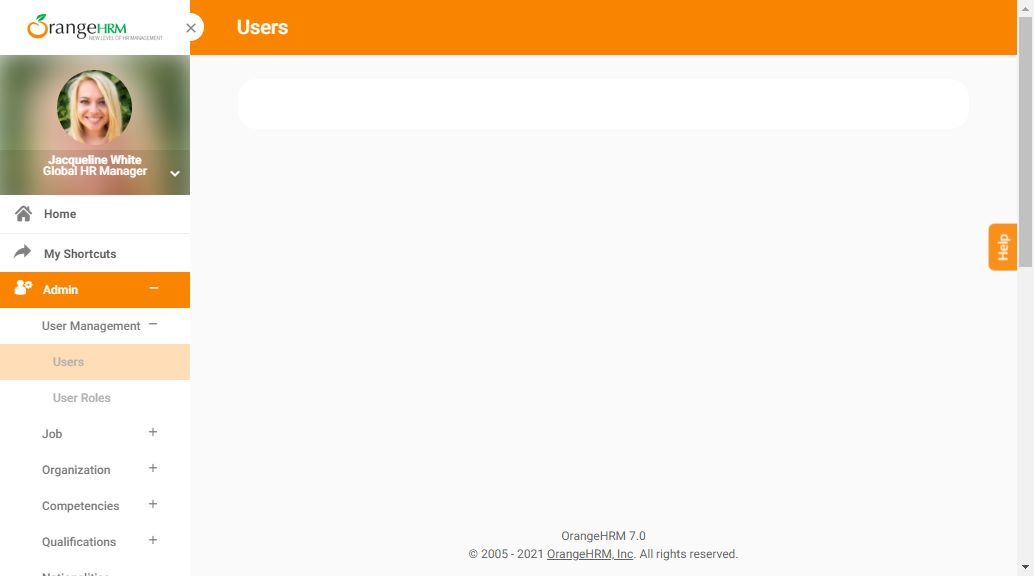 OrangeHRM
NEW LEVEL OF HR MANAGEMENT
Users
Jacqueline White
Global HR Manager
Home
My Shortcuts
Admin
User Management
Users
User Roles
Job
Organization
Competencies
Qualifications
Nationalities
Help
OrangeHRM 7.0
© 2005 - 2021 OrangeHRM, Inc. All rights reserved.